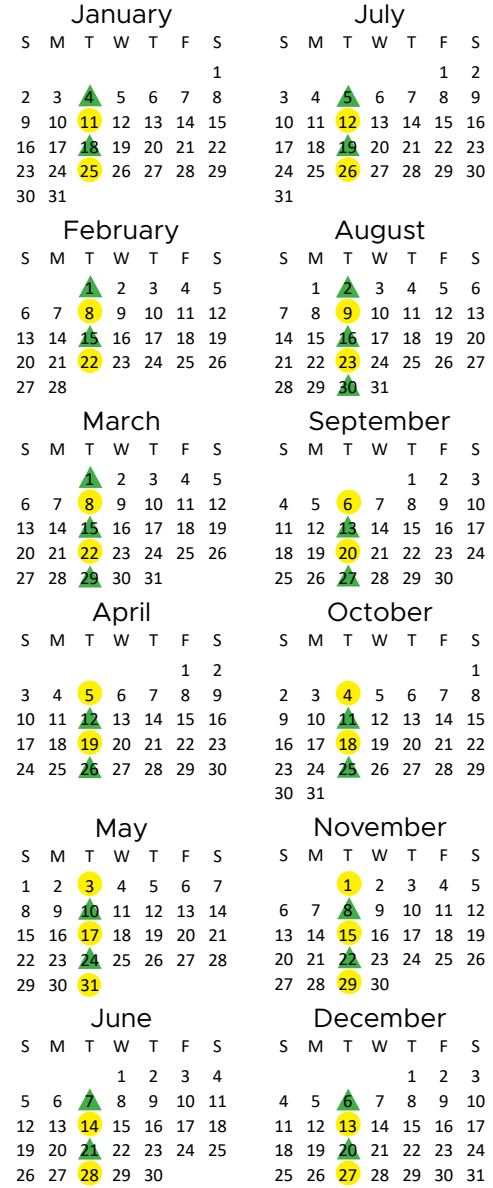 January
S M T W T F S
1
2 3 4 5 6 7 8
9 10 11 12 13 14 15
16 17 18 19 20 21 22
23 24 25 26 27 28 29
30 31
February
S M T W T F S
1 2 3 4 5
6 7 8 9 10 11 12
13 14 15 16 17 18 19
20 21 22 23 24 25 26
27 28
March
S M T W T F S
1 2 3 4 5
6 7 8 9 10 11 12
13 14 15 16 17 18 19
20 21 22 23 24 25 26
27 28 29 30 31
April
S M T W T F S
1 2
3 4 5 6 7 8 9
10 11 12 13 14 15 16
17 18 19 20 21 22 23
24 25 26 27 28 29 30
May
S M T W T F S
1 2 3 4 5 6 7
8 9 10 11 12 13 14
15 16 17 18 19 20 21
22 23 24 25 26 27 28
29 30 31
June
S M T W T F S
1 2 3 4
5 6 7 8 9 10 11
12 13 14 15 16 17 18
19 20 21 22 23 24 25
26 27 28 29 30
July
S M T W T F S
1 2
3 4 5 6 7 8 9
10 11 12 13 14 15 16
17 18 19 20 21 22 23
24 25 26 27 28 29 30
31
August
S M T W T F S
1 2 3 4 5 6
7 8 9 10 11 12 13
14 15 16 17 18 19 20
21 22 23 24 25 26 27
28 29 30 31
September
S M T W T F S
1 2 3
4 5 6 7 8 9 10
11 12 13 14 15 16 17
18 19 20 21 22 23 24
25 26 27 28 29 30
October
S M T W T F S
1
2 3 4 5 6 7 8
9 10 11 12 13 14 15
16 17 18 19 20 21 22
23 24 25 26 27 28 29
30 31
November
S M T W T F S
1 2 3 4 5
6 7 8 9 10 11 12
13 14 15 16 17 18 19
20 21 22 23 24 25 26
27 28 29 30
December
S M T W T F S
1 2 3
4 5 6 7 8 9 10
11 12 13 14 15 16 17
18 19 20 21 22 23 24
25 26 27 28 29 30 31